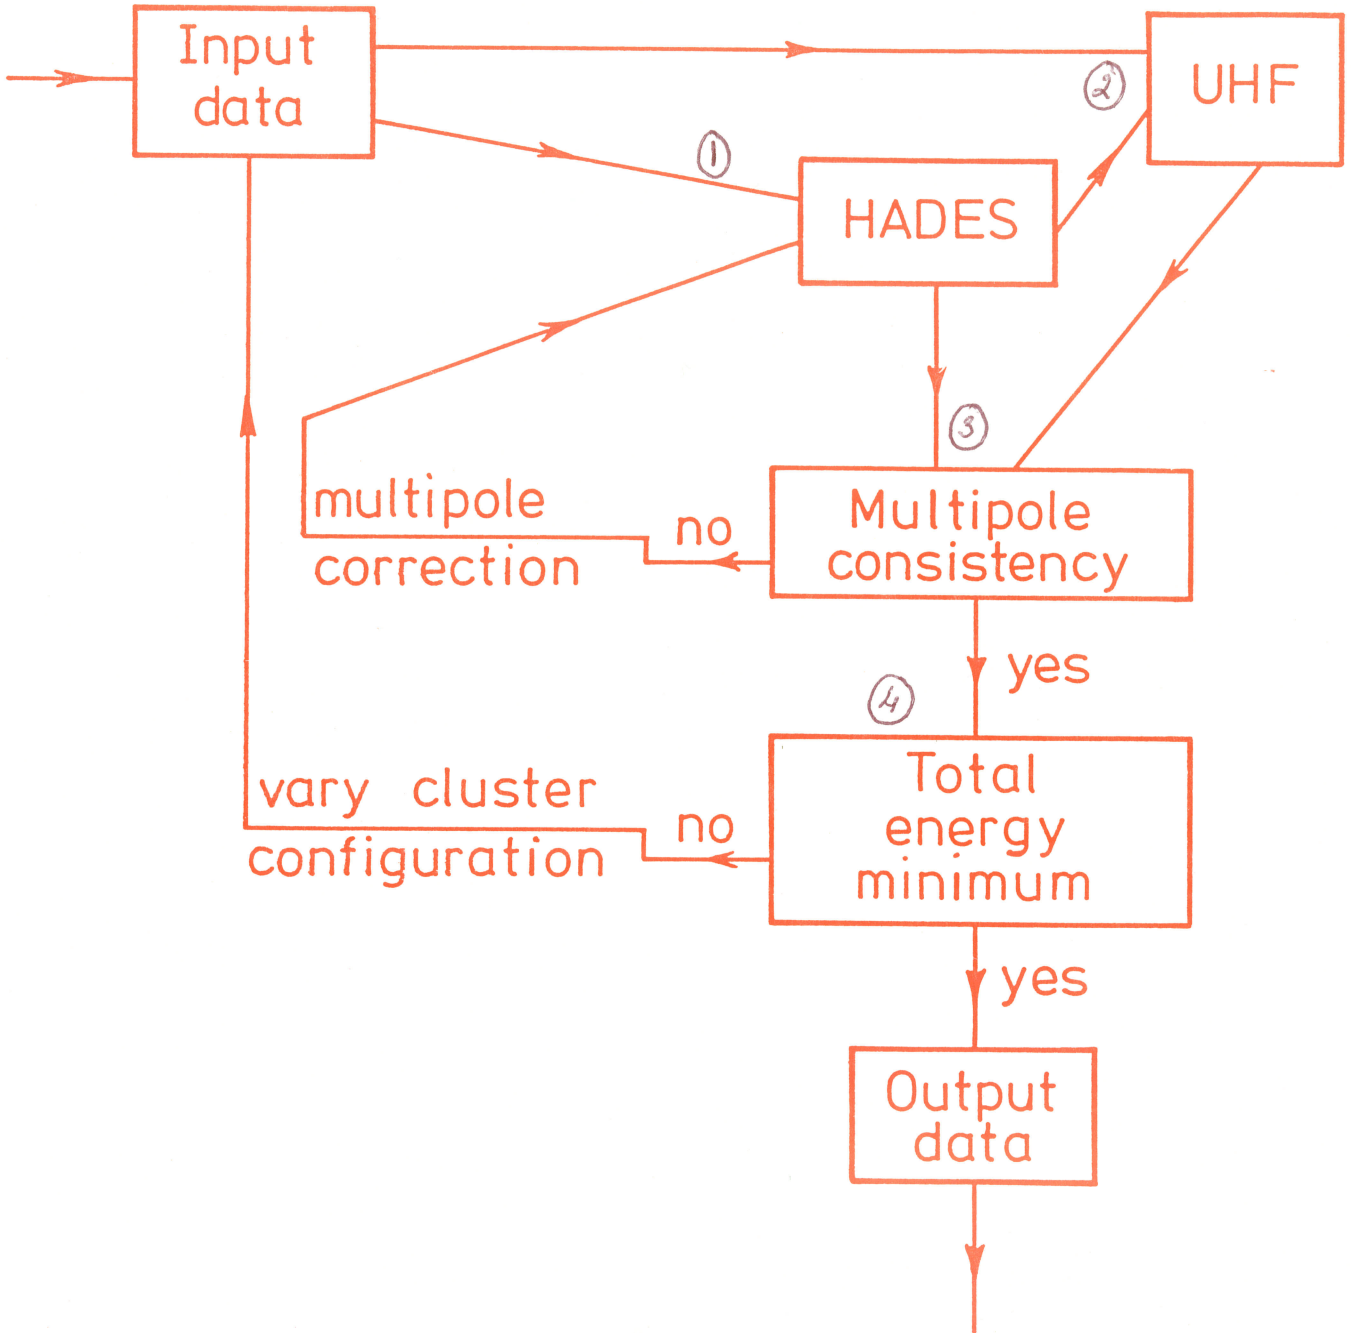 Input
data
UHF
②
①
HADES
③
multipole
correction
no
Multipole
consistency
yes
④
vary cluster
configuration
no
Total
energy
minimum
yes
Output
data